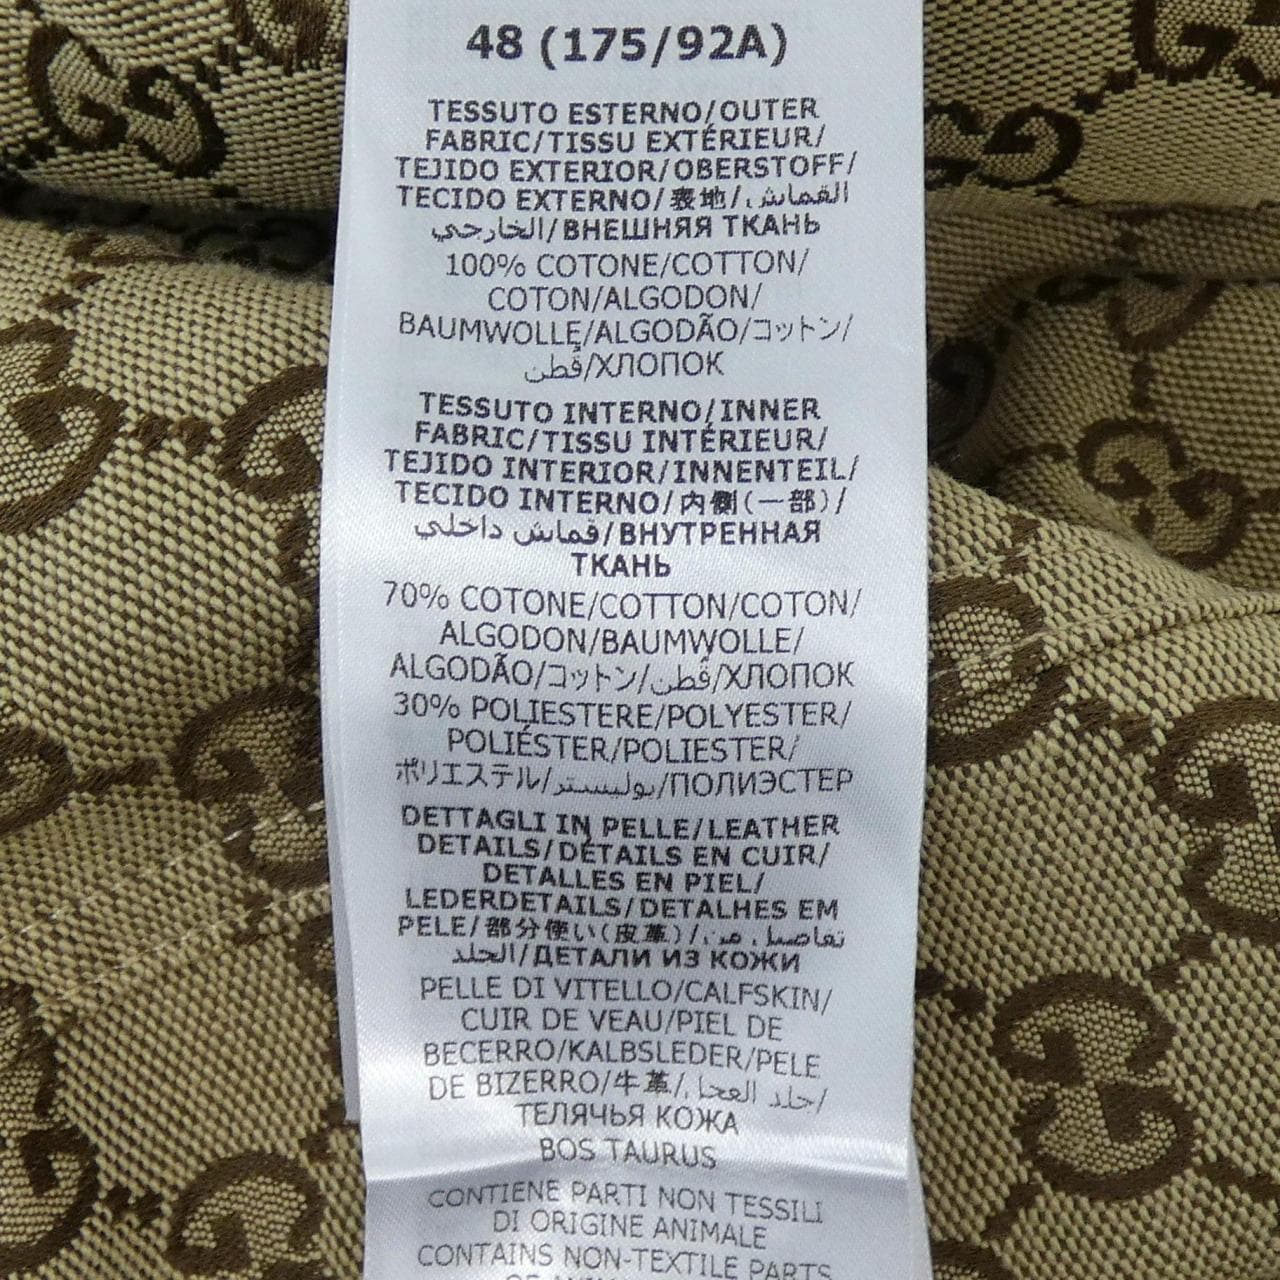 48 (175/92A)
TESSUTO ESTERNO/OUTER
FABRIC/TISSU EXTÉRIEUR/
TEJIDO EXTERIOR/OBERSTOFF/
TECIDO EXTERNO/表地/القماش
الخارجي/ВНЕШНЯЯ ТКАНЬ
100% COTONE/COTTON/
COTON/ALGODON/
BAUMWOLLE/ALGODÃO/コットン/
قطن/ХЛОПОК
TESSUTO INTERNO/INNER
FABRIC/TISSU INTÉRIEUR/
TEJIDO INTERIOR/INNENTEIL/
TECIDO INTERNO/内側(一部)/
قماش داخلي/ВНУТРЕННАЯ
ТКАНЬ
70% COTONE/COTTON/COTON/
ALGODON/BAUMWOLLE/
ALGODÃO/コットン/قطن/ХЛОПОК
30% POLIESTERE/POLYESTER/
POLIÉSTER/POLIESTER/
ポリエステル/بوليستر/ПОЛИЭСТЕР
DETTAGLI IN PELLE/LEATHER
DETAILS/DÉTAILS EN CUIR/
DETALLES EN PIEL/
LEDERDETAILS/DETALHES EM
PELE/部分使い(皮革)/تفاصيل من
الجلد/ДЕТАЛИ ИЗ КОЖИ
PELLE DI VITELLO/CALFSKIN/
CUIR DE VEAU/PIEL DE
BECERRO/KALBSLEDER/PELE
DE BIZERRO/牛革/جلد العجل/
ТЕЛЯЧЬЯ КОЖА
BOS TAURUS
CONTIENE PARTI NON TESSILI
DI ORIGINE ANIMALE
CONTAINS NON-TEXTILE PARTS